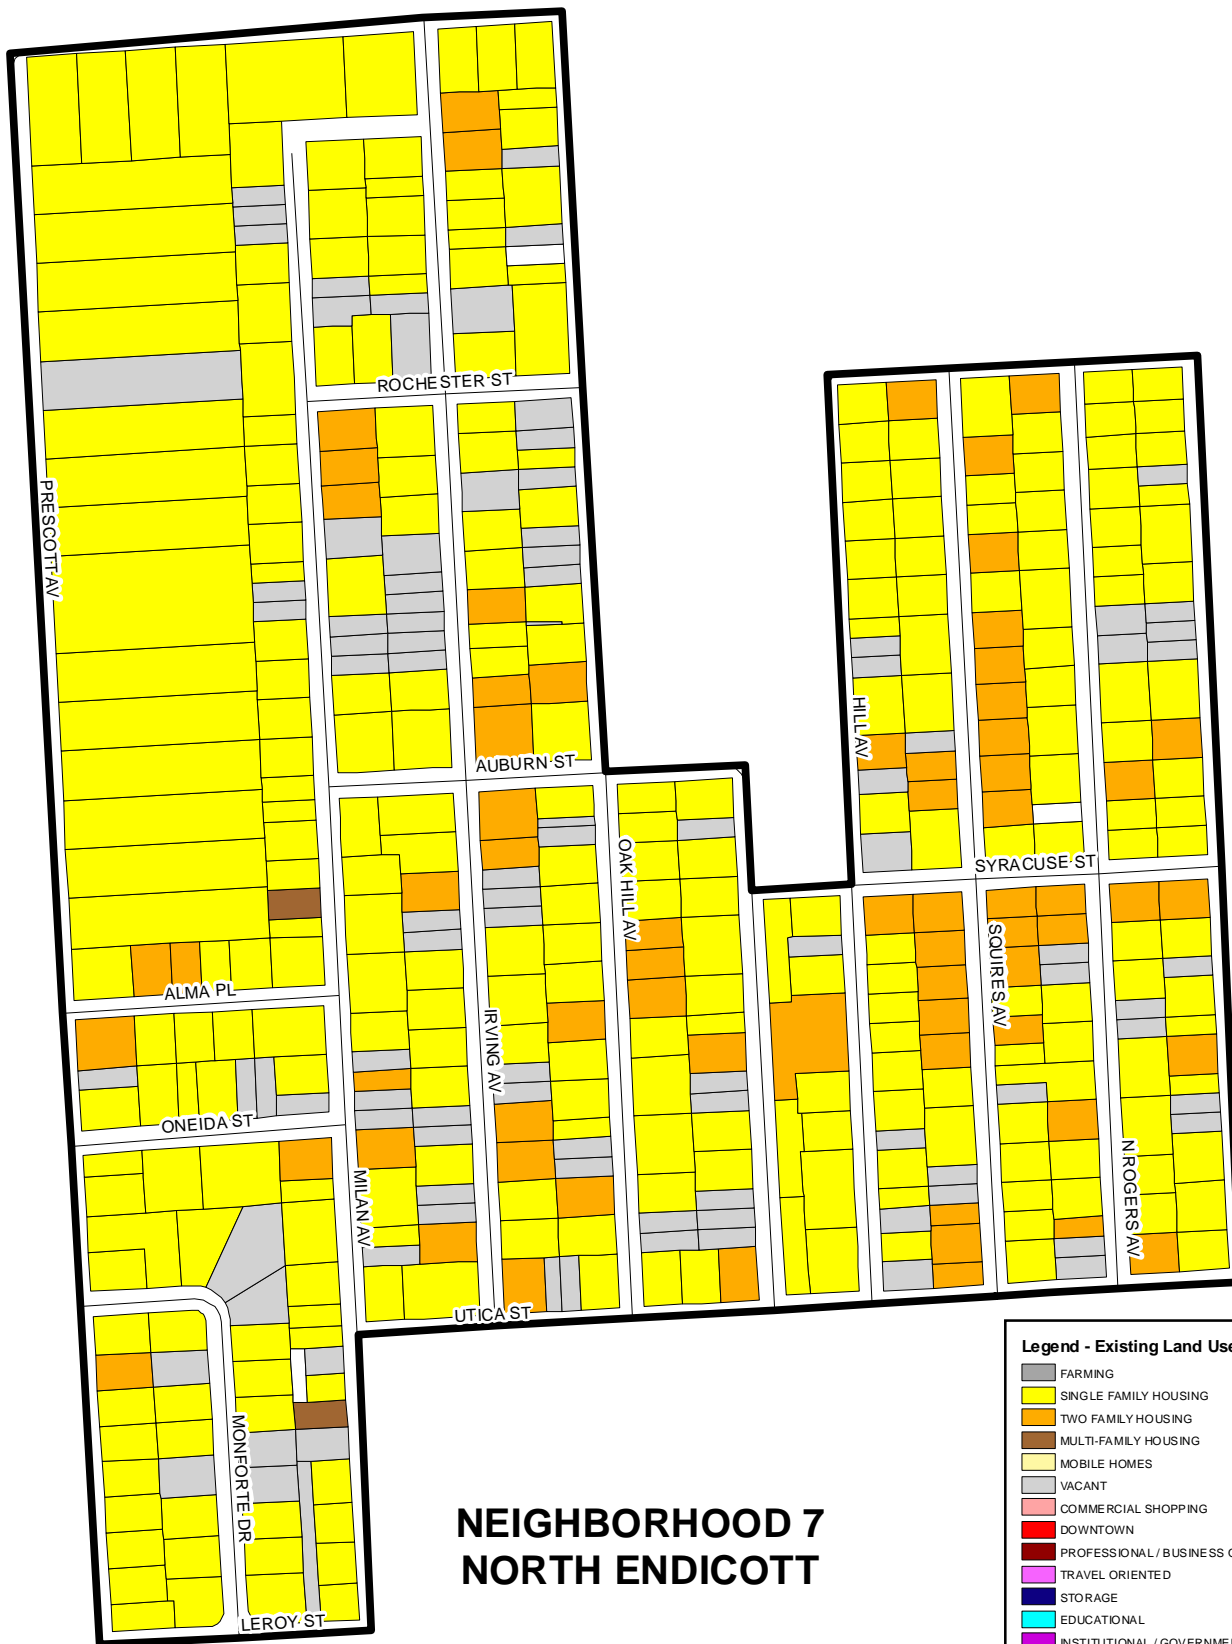 ROCHESTER ST
PRESCOTT AV
HILL AV
AUBURN ST
OAK HILL AV
SYRACUSE ST
SQUIRES AV
ALMA PL
IRVING AV
ONEIDA ST
N.ROGERS AV
MILAN AV
UTICA ST
MONFORTE DR
LEROY ST
NEIGHBORHOOD 7
NORTH ENDICOTT
Legend - Existing Land Use
FARMING
SINGLE FAMILY HOUSING
TWO FAMILY HOUSING
MULTI-FAMILY HOUSING
MOBILE HOMES
VACANT
COMMERCIAL SHOPPING
DOWNTOWN
PROFESSIONAL / BUSINESS
TRAVEL ORIENTED
STORAGE
EDUCATIONAL
INSTITUTIONAL /